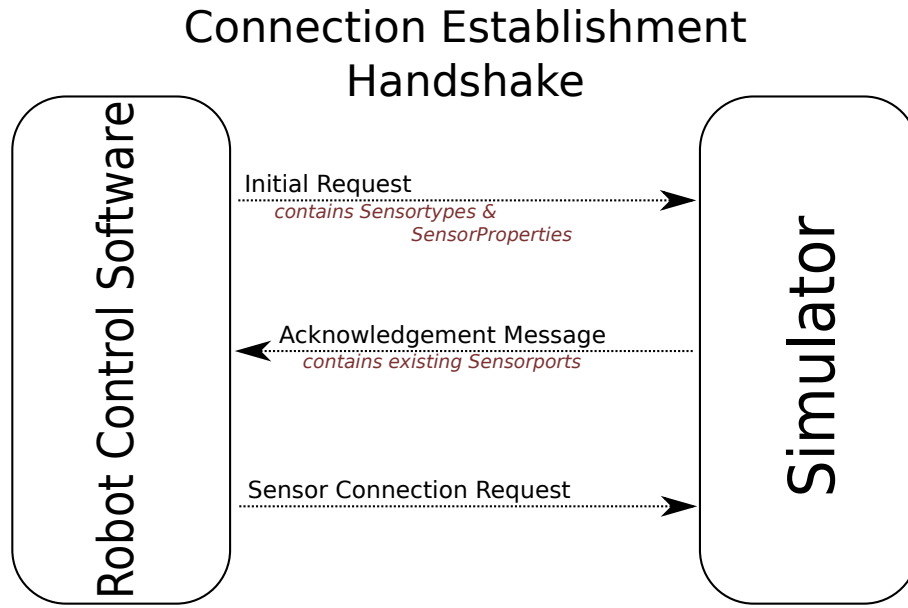 Connection Establishment
Handshake
Robot Control Software
Initial Request
contains Sensortypes &
SensorProperties
Acknowledgement Message
contains existing Sensorports
Sensor Connection Request
Simulator